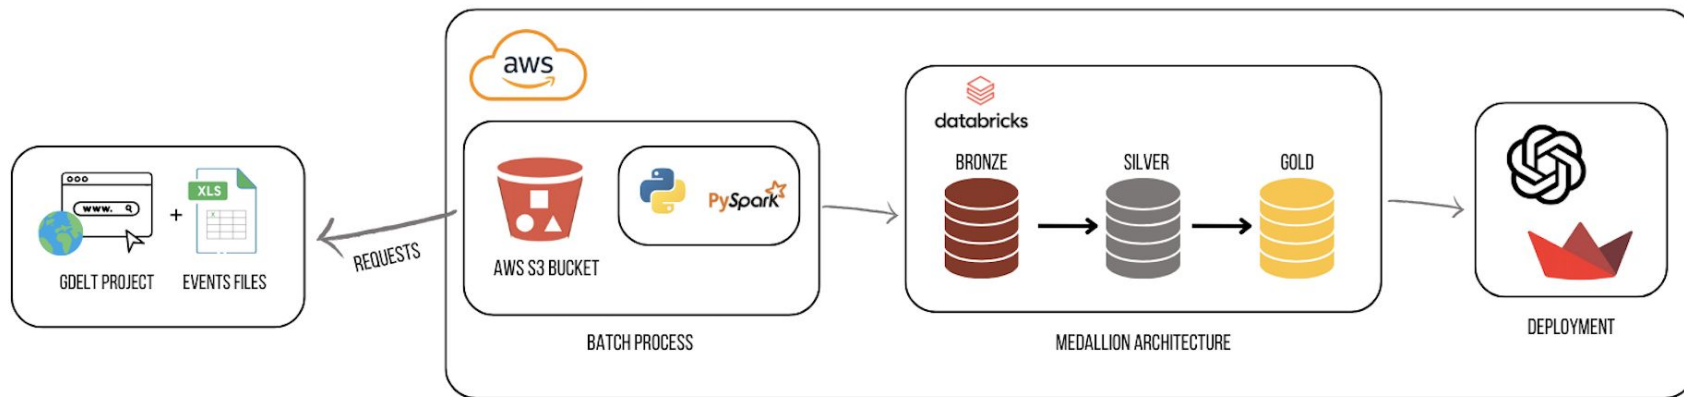 aws
databricks
BRONZE
SILVER
GOLD
XLS
www.
+
PySpark
GDELT PROJECT
EVENTS FILES
REQUESTS
AWS S3 BUCKET
BATCH PROCESS
MEDALLION ARCHITECTURE
DEPLOYMENT